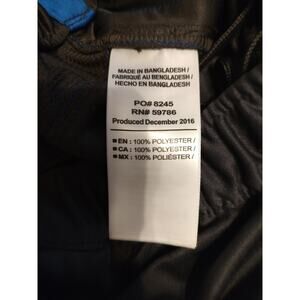 MADE IN BANGLADESH /
FABRIQUÉ AU BENGLADESH /
HECHO EN BANGLADESH
PO# 8245
RN# 59786
Produced December 2016
■ EN : 100% POLYESTER /
■ CA : 100% POLYESTER /
■ MX : 100% POLIÉSTER /